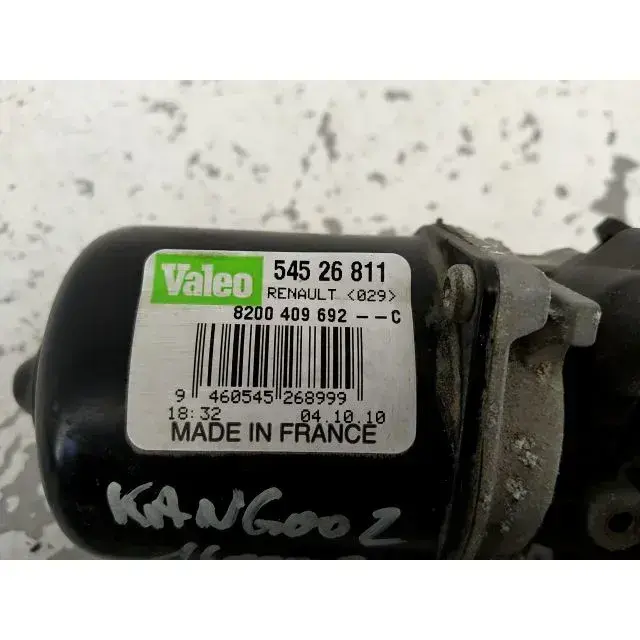 Valeo 545 26 811
RENAULT <029>
8200 409 692 --C
9 460545 268999
18:32 04.10.10
MADE IN FRANCE
KANGOO 2